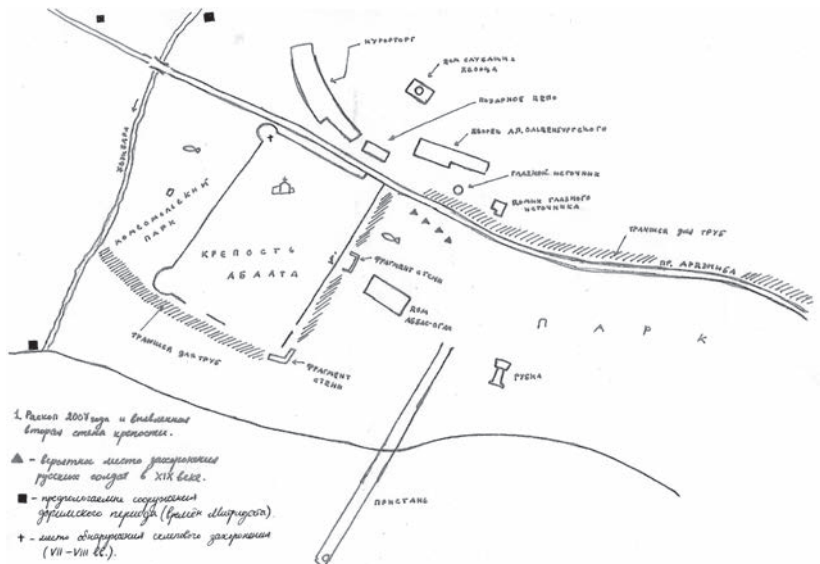 КУРОРТОРГ
ДОМ СЛУЖАЩИХ
ДВОРЦА
ПОЖАРНОЕ ДЕПО
ДВОРЕЦ А.П. ОЛЬДЕНБУРГСКОГО
ГЛАВНЫЙ ИСТОЧНИК
ДОМИК ГЛАВНОГО
ИСТОЧНИКА
ТРАНШЕЯ ДЛЯ ТРУБ
ПР. АРДЗИНБА
КОМСОМОЛЬСКИЙ
ПАРК
КРЕПОСТЬ
АБААТА
1
ФРАГМЕНТ СТЕНЫ
ДОМ
АББАС-ОГЛЫ
ПАРК
ТРАНШЕЯ ДЛЯ ТРУБ
ФРАГМЕНТ
СТЕНЫ
РУБКА
ПРИСТАНЬ
1 Раскоп 2007 года и выявленная
вторая стена крепости.
- вероятное место захоронения
русских солдат в XIX веке.
- предполагаемые сооружения
римского периода (времён Митридата).
- место обнаружения склепового захоронения
(VII-VIII вв.).